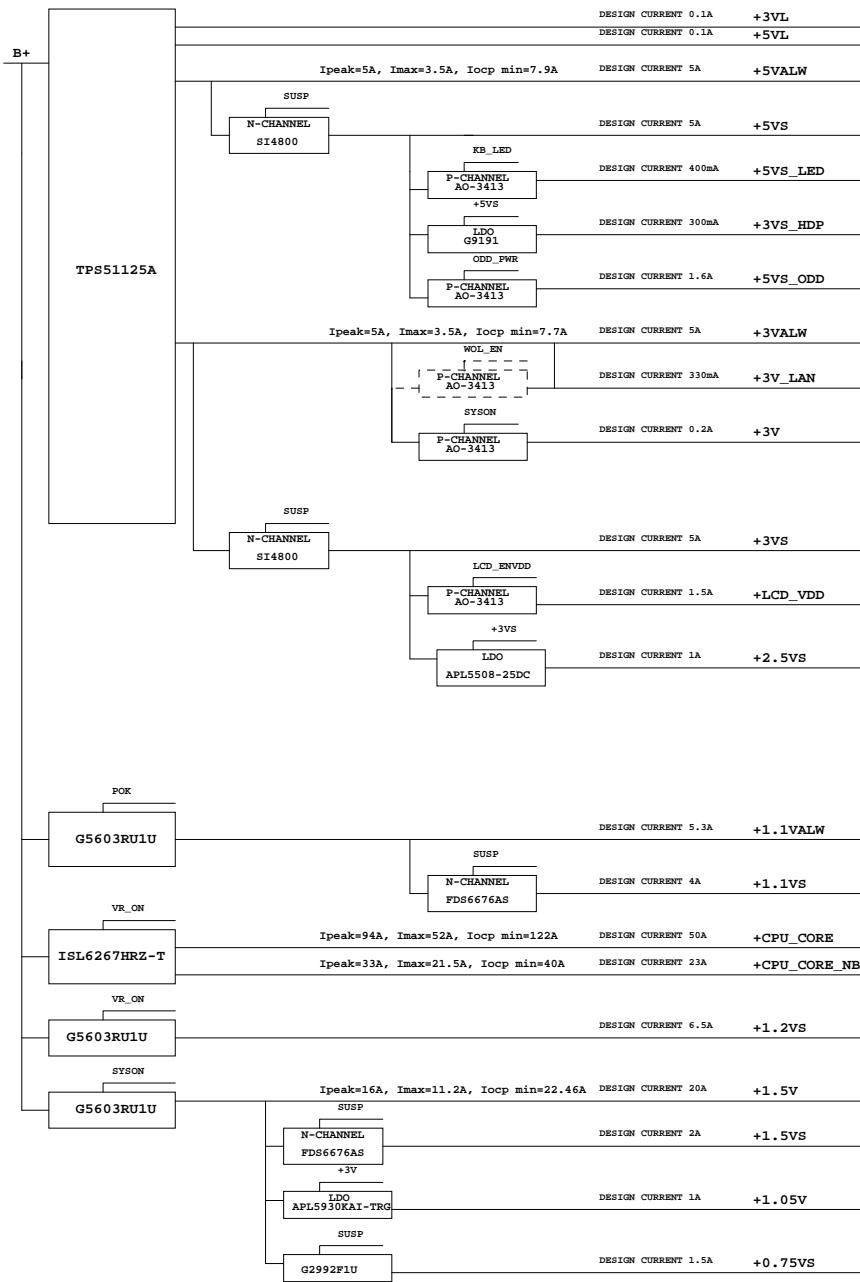 DESIGN CURRENT 0.1A +3VL
DESIGN CURRENT 0.1A +5VL
B+
Ipeak=5A, Imax=3.5A, Iocp min=7.9A DESIGN CURRENT 5A +5VALW
SUSP
N-CHANNEL
SI4800
DESIGN CURRENT 5A +5VS
KB_LED
P-CHANNEL
AO-3413
DESIGN CURRENT 400mA +5VS_LED
+5VS
LDO
G9191
DESIGN CURRENT 300mA +3VS_HDP
TPS51125A
ODD_PWR
P-CHANNEL
AO-3413
DESIGN CURRENT 1.6A +5VS_ODD
Ipeak=5A, Imax=3.5A, Iocp min=7.7A DESIGN CURRENT 5A +3VALW
WOL_EN
P-CHANNEL
AO-3413
DESIGN CURRENT 330mA +3V_LAN
SYSON
P-CHANNEL
AO-3413
DESIGN CURRENT 0.2A +3V
SUSP
N-CHANNEL
SI4800
DESIGN CURRENT 5A +3VS
LCD_ENVDD
P-CHANNEL
AO-3413
DESIGN CURRENT 1.5A +LCD_VDD
+3VS
LDO
APL5508-25DC
DESIGN CURRENT 1A +2.5VS
POK
G5603RU1U
DESIGN CURRENT 5.3A +1.1VALW
SUSP
N-CHANNEL
FDS6676AS
DESIGN CURRENT 4A +1.1VS
VR_ON
ISL6267HRZ-T
Ipeak=94A, Imax=52A, Iocp min=122A DESIGN CURRENT 50A +CPU_CORE
Ipeak=33A, Imax=21.5A, Iocp min=40A DESIGN CURRENT 23A +CPU_CORE_NB
VR_ON
G5603RU1U
DESIGN CURRENT 6.5A +1.2VS
SYSON
G5603RU1U
Ipeak=16A, Imax=11.2A, Iocp min=22.46A DESIGN CURRENT 20A +1.5V
SUSP
N-CHANNEL
FDS6676AS
DESIGN CURRENT 2A +1.5VS
+3V
LDO
APL5930KAI-TRG
DESIGN CURRENT 1A +1.05V
SUSP
G2992F1U
DESIGN CURRENT 1.5A +0.75VS